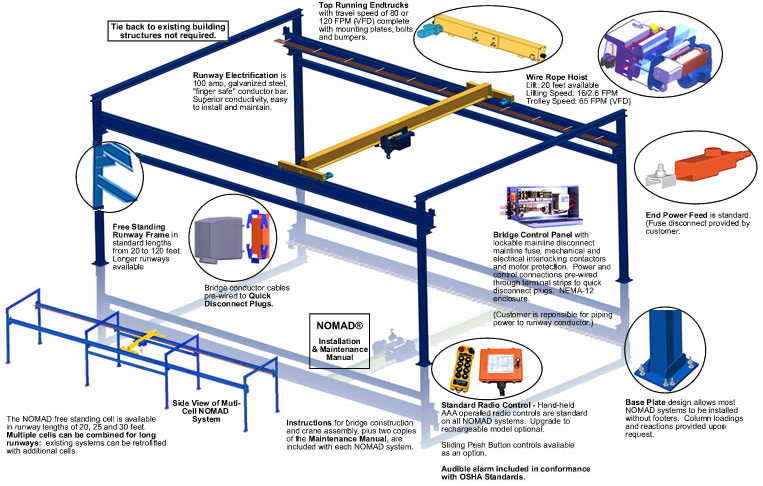 Tie back to existing building
structures not required.
Top Running Endtrucks
with travel speed of 80 or
120 FPM (VFD) complete
with mounting plates, bolts
and bumpers.
Runway Electrification is
100 amp, galvanized steel,
"finger safe" conductor bar.
Superior conductivity, easy
to install and maintain.
Wire Rope Hoist
Lift: 20 feet available
Lifting Speed: 16/2.6 FPM
Trolley Speed: 65 FPM (VFD)
End Power Feed is standard.
(Fuse disconnect provided by
customer.
Free Standing
Runway Frame in
standard lengths
from 20 to 120 feet.
Longer runways
available
Bridge conductor cables
pre-wired to Quick
Disconnect Plugs.
Bridge Control Panel with
lockable mainline disconnect
mainline fuse, mechanical and
electrical interlocking contactors
and motor protection. Power and
control connections pre-wired
through terminal strips to quick
disconnect plugs. NEMA-12
enclosure.
(Customer is reponsible for piping
power to runway conductor.)
NOMAD®
Installation
& Maintenance
Manual
Side View of Muti-
Cell NOMAD
System
The NOMAD free standing cell is available
in runway lengths of 20, 25 and 30 feet.
Multiple cells can be combined for long
runways: existing systems can be retrofitted
with additional cells.
Instructions for bridge construction
and crane assembly, plus two copies
of the Maintenance Manual, are
included with each NOMAD system.
Standard Radio Control - Hand-held
AAA operated radio controls are standard
on all NOMAD systems. Upgrade to
rechargeable model optional.
Sliding Push Button controls available
as an option.
Audible alarm included in conformance
with OSHA Standards.
Base Plate design allows most
NOMAD systems to be installed
without footers. Column loadings
and reactions provided upon
request.